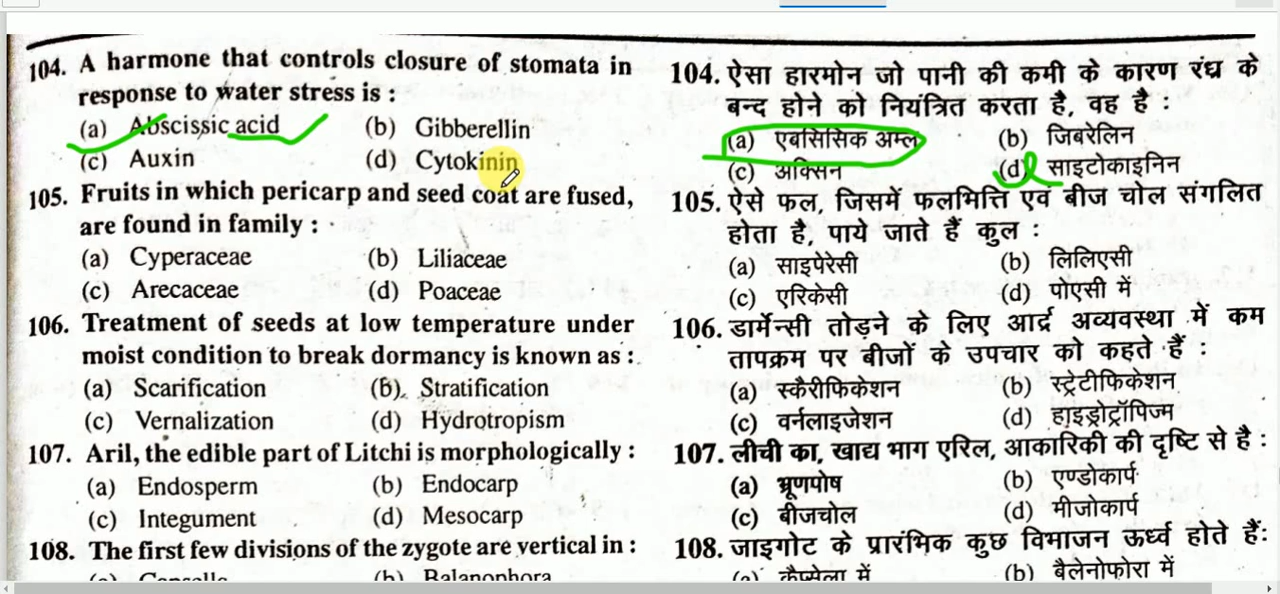 104. A harmone that controls closure of stomata in
response to water stress is :
(a) Abscissic acid (b) Gibberellin
(c) Auxin (d) Cytokinin
105. Fruits in which pericarp and seed coat are fused,
are found in family :
(a) Cyperaceae (b) Liliaceae
(c) Arecaceae (d) Poaceae
106. Treatment of seeds at low temperature under
moist condition to break dormancy is known as :
(a) Scarification (b) Stratification
(c) Vernalization (d) Hydrotropism
107. Aril, the edible part of Litchi is morphologically :
(a) Endosperm (b) Endocarp
(c) Integument (d) Mesocarp
108. The first few divisions of the zygote are vertical in :
(b) Balanophora
104. ऐसा हारमोन जो पानी की कमी के कारण रंध्र के
बन्द होने को नियंत्रित करता है, वह है :
(a) एबसिसिक अम्ल (b) जिबरेलिन
(c) ऑक्सिन (d) साइटोकाइनिन
105. ऐसे फल, जिसमें फलभित्ति एवं बीज चोल संगलित
होता है, पाये जाते हैं कुल :
(a) साइपेरेसी (b) लिलिएसी
(c) एरिकेसी (d) पोएसी में
106. डार्मेन्सी तोड़ने के लिए आर्द्र अव्यवस्था में कम
तापक्रम पर बीजों के उपचार को कहते हैं :
(a) स्कैरीफिकेशन (b) स्ट्रेटीफिकेशन
(c) वर्नलाइजेशन (d) हाइड्रोट्रॉपिज्म
107. लीची का, खाद्य भाग एरिल, आकारिकी की दृष्टि से है :
(a) भ्रूणपोष (b) एण्डोकार्प
(c) बीजचोल (d) मीजोकार्प
108. जाइगोट के प्रारंभिक कुछ विभाजन ऊर्ध्व होते हैं:
(a) कैप्सेला में (b) बैलेनोफोरा में